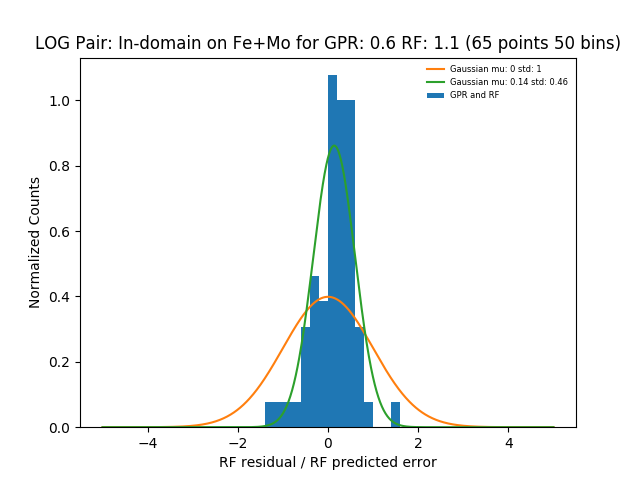 LOG Pair: In-domain on Fe+Mo for GPR: 0.6 RF: 1.1 (65 points 50 bins)
Gaussian mu: 0 std: 1
Gaussian mu: 0.14 std: 0.46
GPR and RF
Normalized Counts
1.0
0.8
0.6
0.4
0.2
0.0
−4
−2
0
2
4
RF residual / RF predicted error